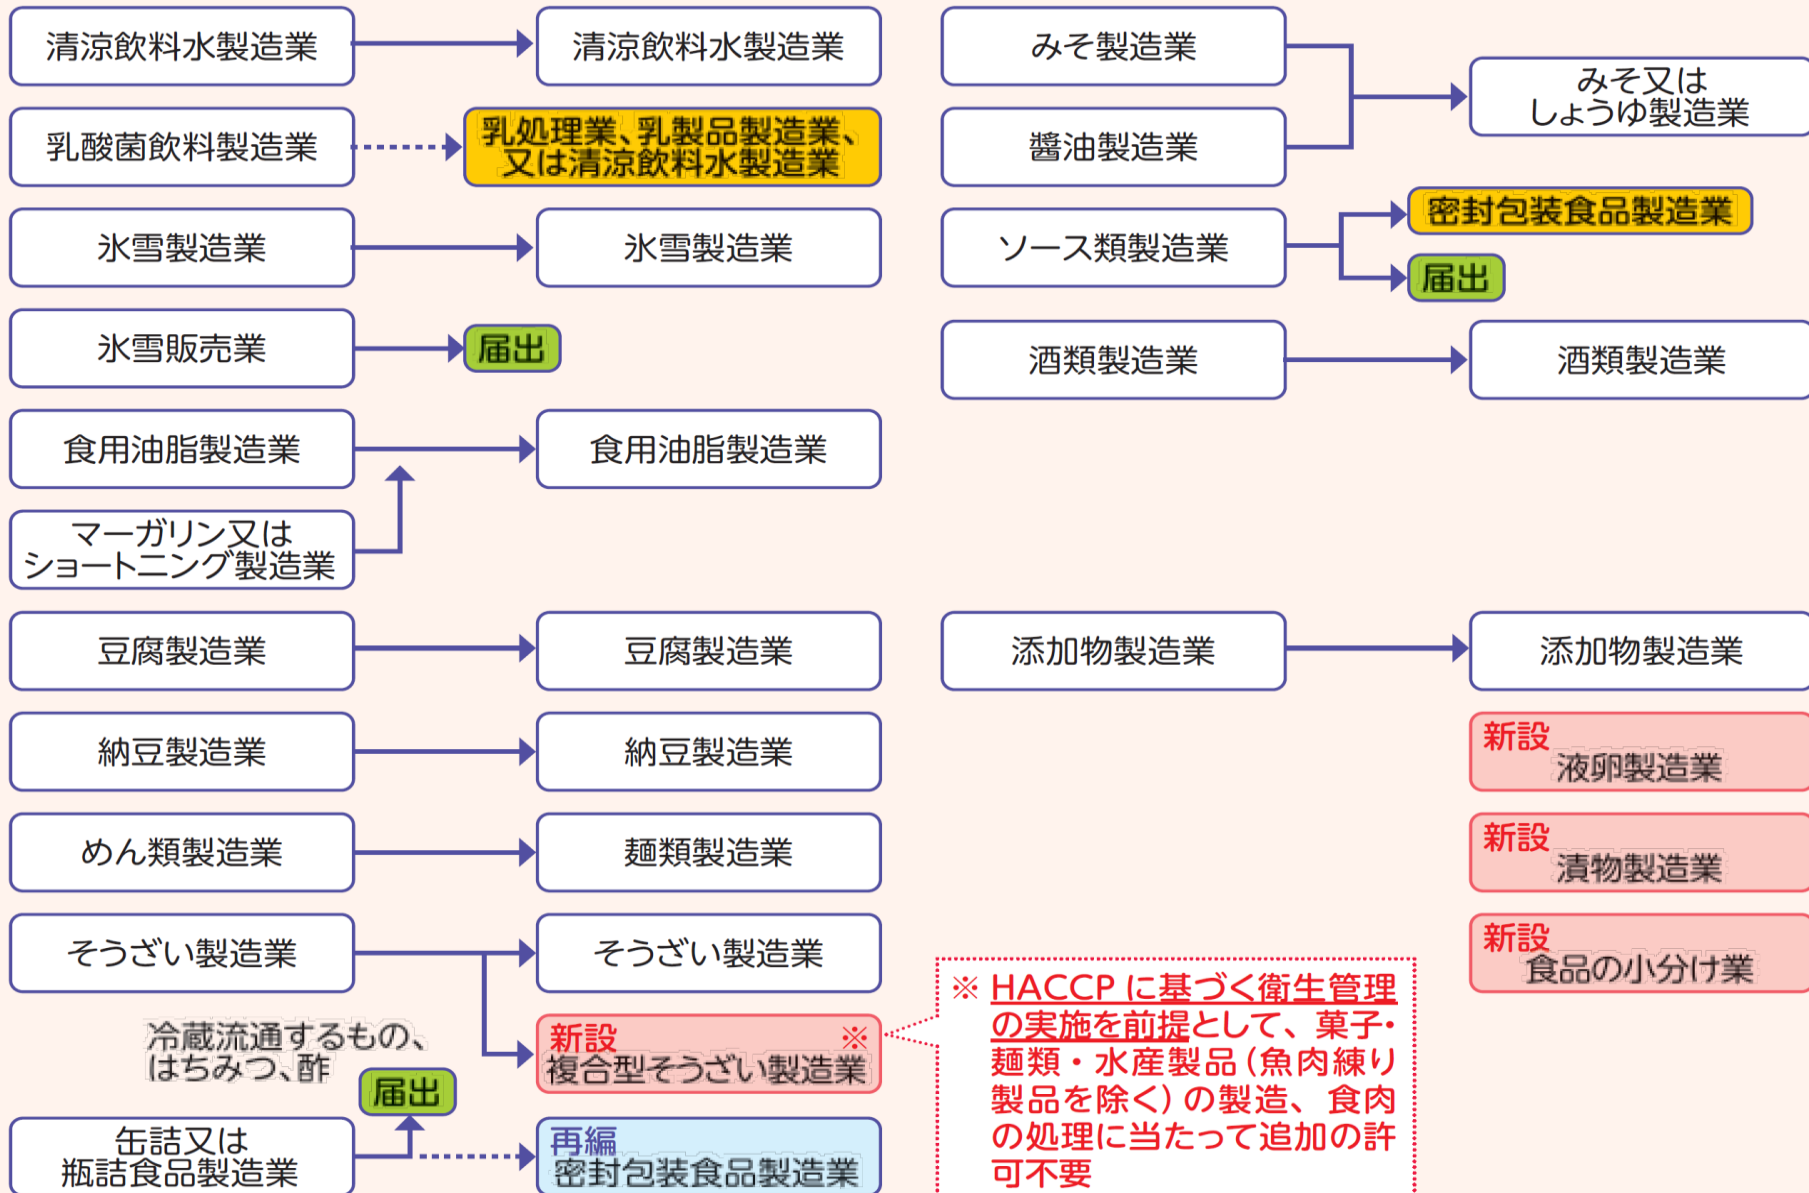 清涼飲料水製造業
清涼飲料水製造業
乳酸菌飲料製造業
乳処理業、乳製品製造業、
又は清涼飲料水製造業
氷雪製造業
氷雪製造業
氷雪販売業
届出
食用油脂製造業
食用油脂製造業
マーガリン又は
ショートニング製造業
豆腐製造業
豆腐製造業
納豆製造業
納豆製造業
めん類製造業
麺類製造業
そうざい製造業
そうざい製造業
新設 ※
複合型そうざい製造業
冷蔵流通するもの、
はちみつ、酢
届出
缶詰又は
瓶詰食品製造業
再編
密封包装食品製造業
みそ製造業
醬油製造業
みそ又は
しょうゆ製造業
ソース類製造業
密封包装食品製造業
届出
酒類製造業
酒類製造業
添加物製造業
添加物製造業
新設
液卵製造業
新設
漬物製造業
新設
食品の小分け業
※ HACCP に基づく衛生管理
の実施を前提として、菓子・
麺類・水産製品(魚肉練り
製品を除く)の製造、食肉
の処理に当たって追加の許
可不要